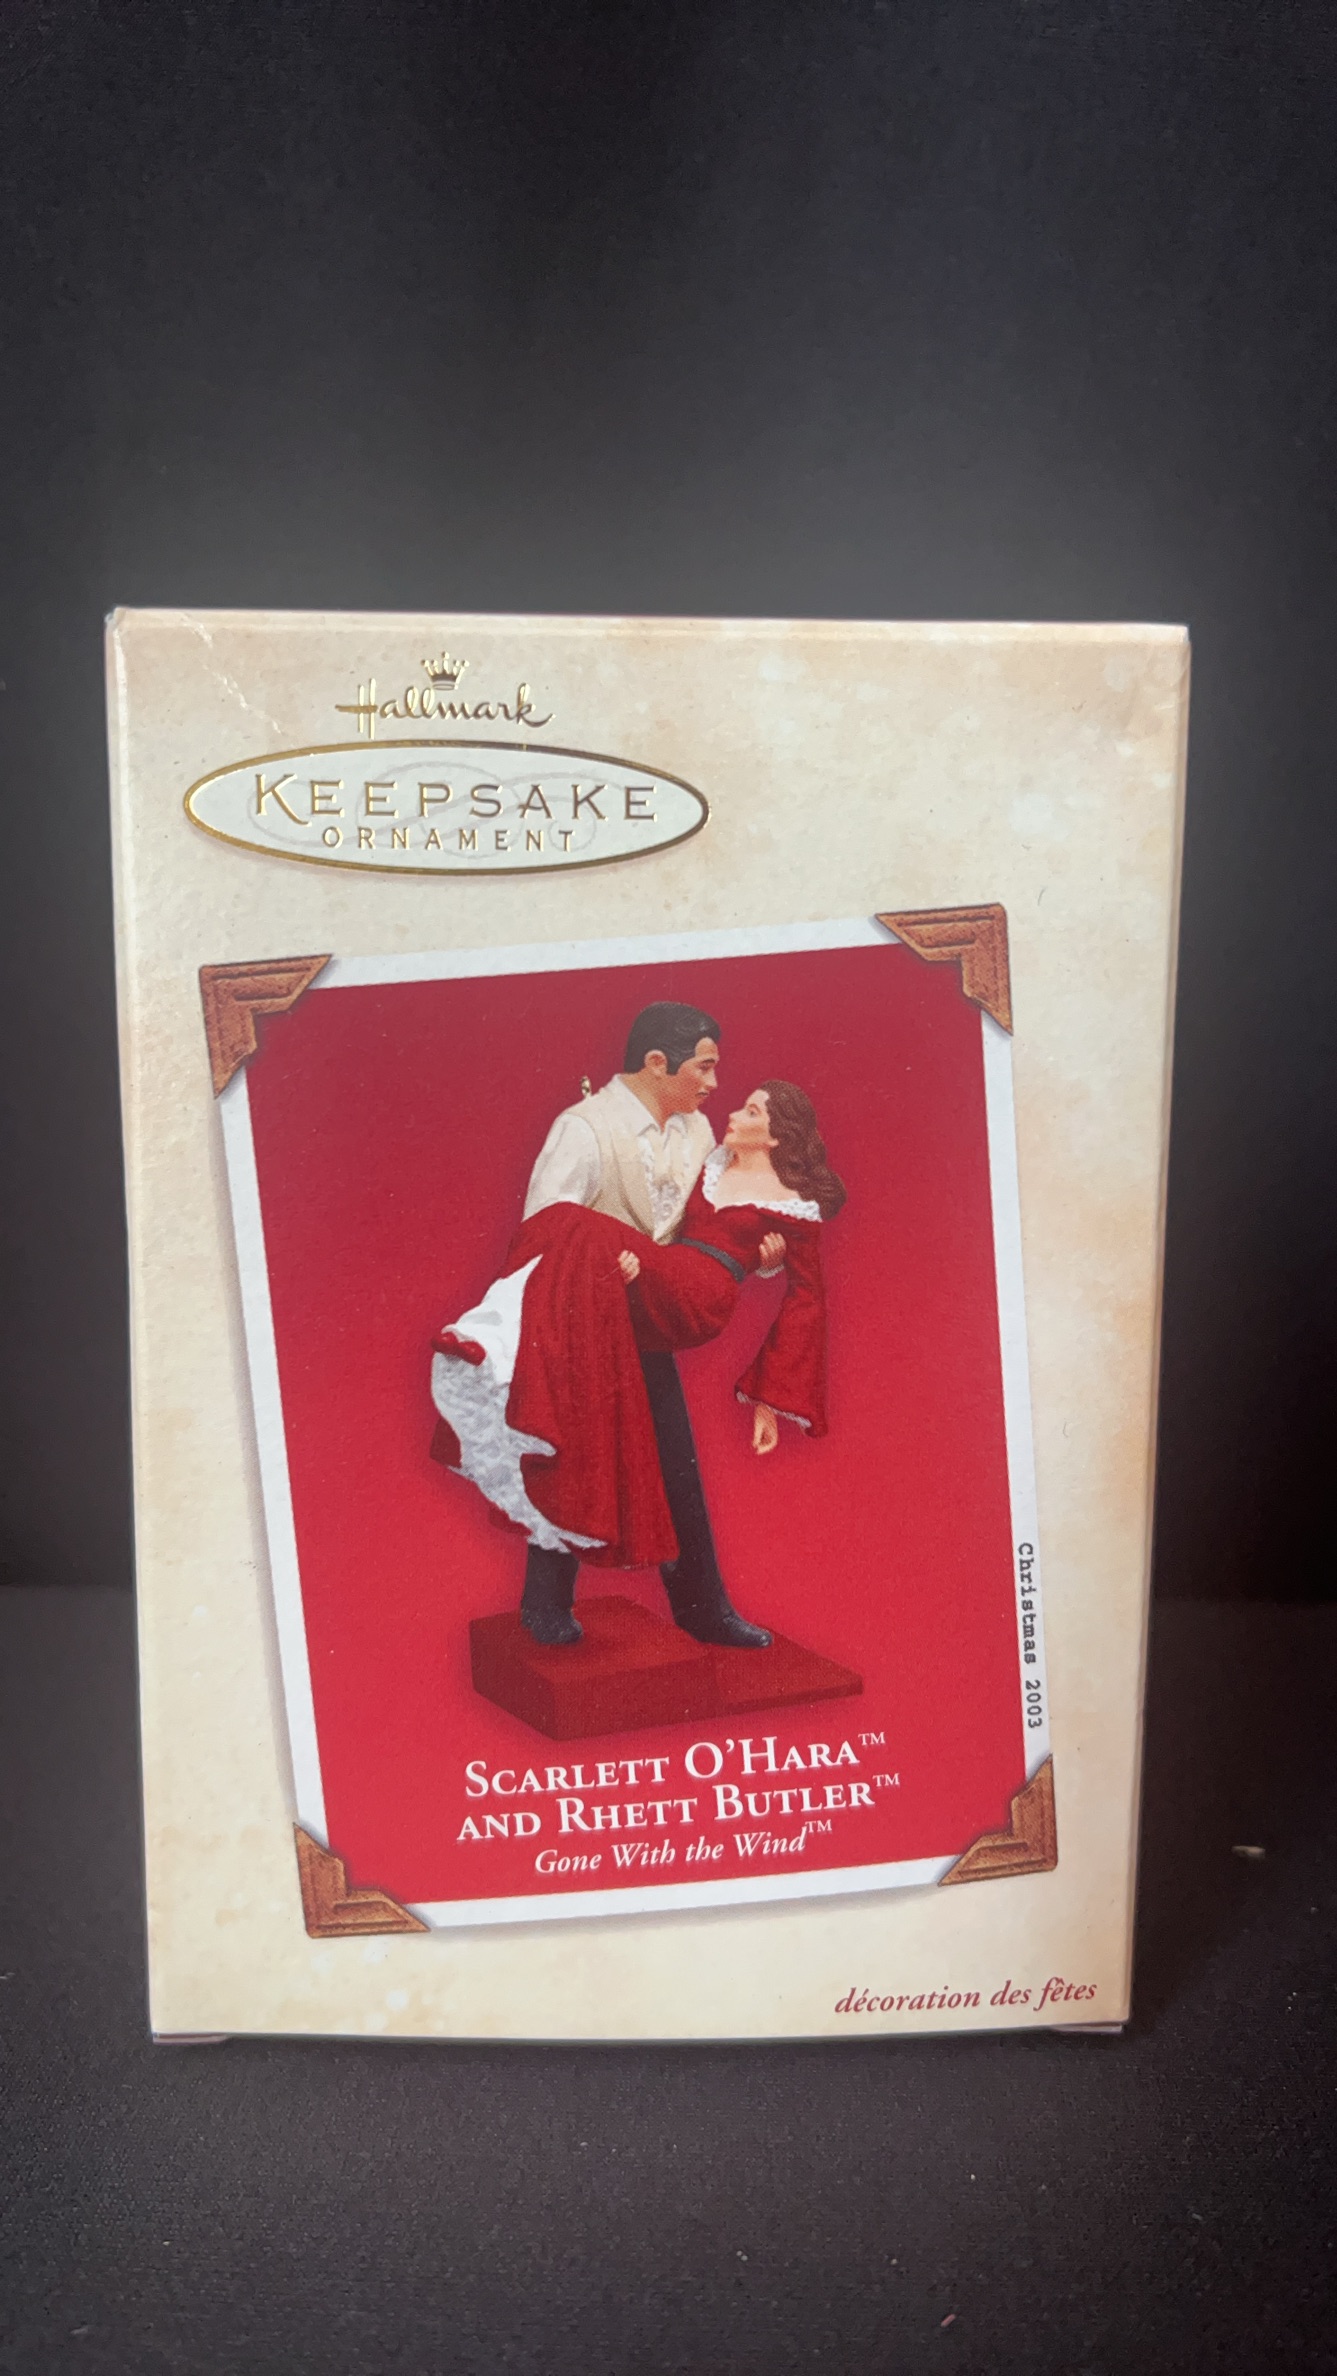 Hallmark
KEEPSAKE
ORNAMENT
Christmas 2003
SCARLETT O'HARA™
AND RHETT BUTLER™
Gone With the Wind™
décoration des fêtes